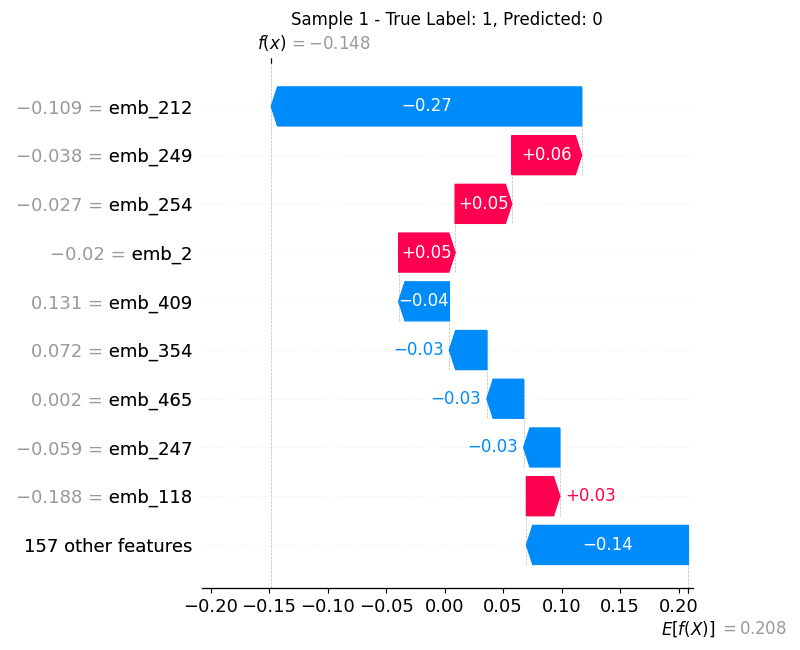 Sample 1 - True Label: 1, Predicted: 0
f(x) = −0.148
−0.109 = emb_212 −0.27
−0.038 = emb_249 +0.06
−0.027 = emb_254 +0.05
−0.02 = emb_2 +0.05
0.131 = emb_409 −0.04
0.072 = emb_354 −0.03
0.002 = emb_465 −0.03
−0.059 = emb_247 −0.03
−0.188 = emb_118 +0.03
157 other features −0.14
−0.20 −0.15 −0.10 −0.05 0.00 0.05 0.10 0.15 0.20
E[f(X)] = 0.208